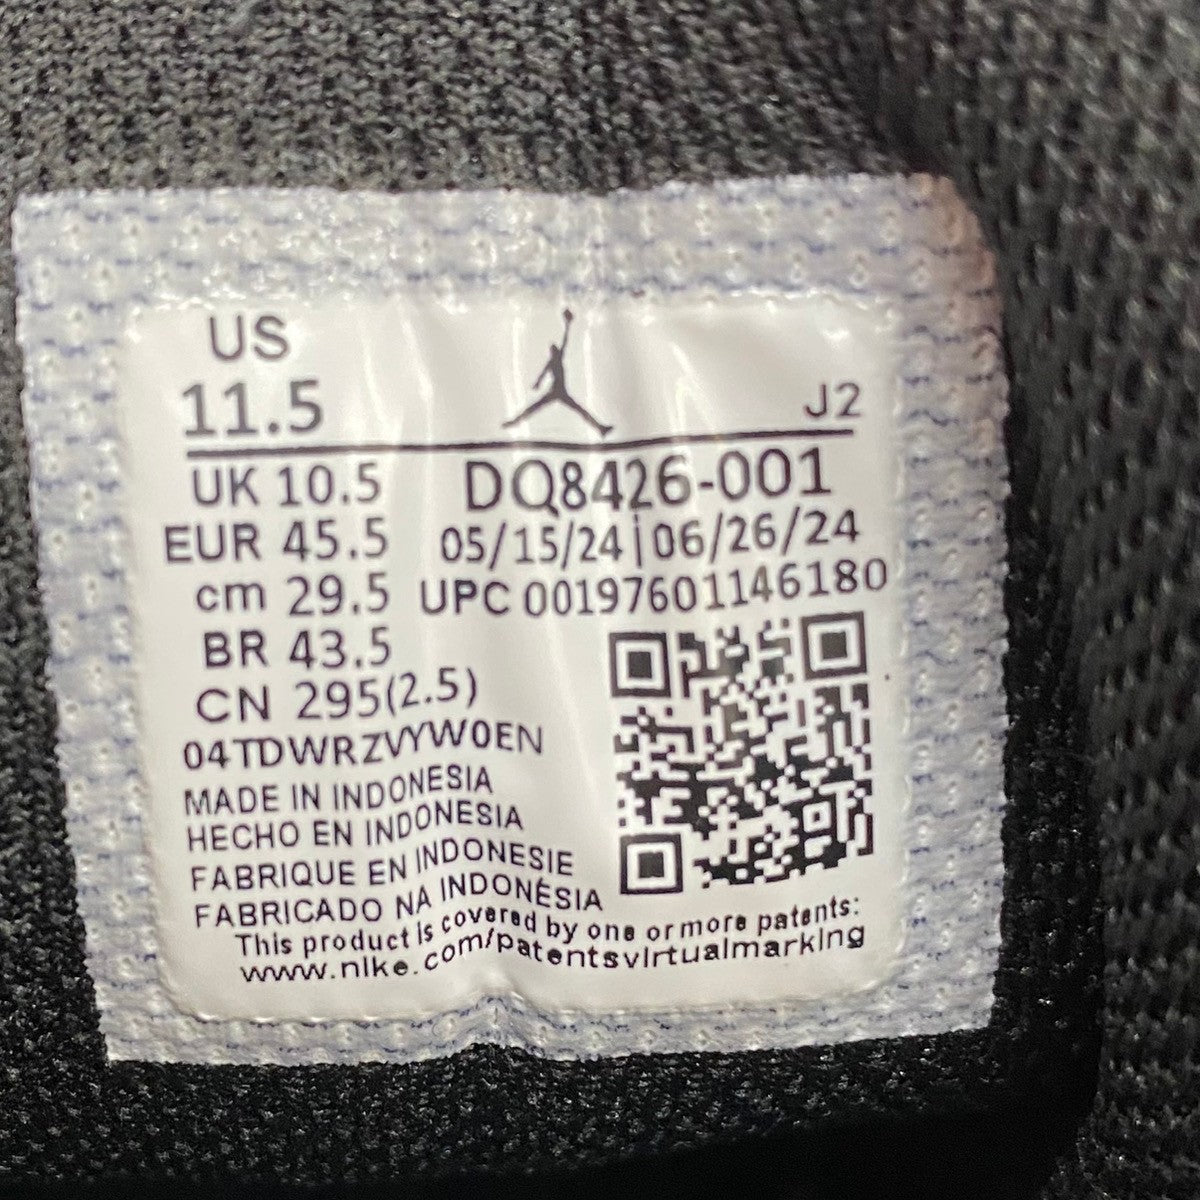 US
11.5
J2
UK 10.5
DQ8426-001
EUR 45.5
05/15/24|06/26/24
cm 29.5
UPC 00197601146180
BR 43.5
CN 295(2.5)
04TDWRZVYW0EN
MADE IN INDONESIA
HECHO EN INDONESIA
FABRIQUE EN INDONESIE
FABRICADO NA INDONÉSIA
This product is covered by one or more patents:
www.nike.com/patentsvirtualmarking